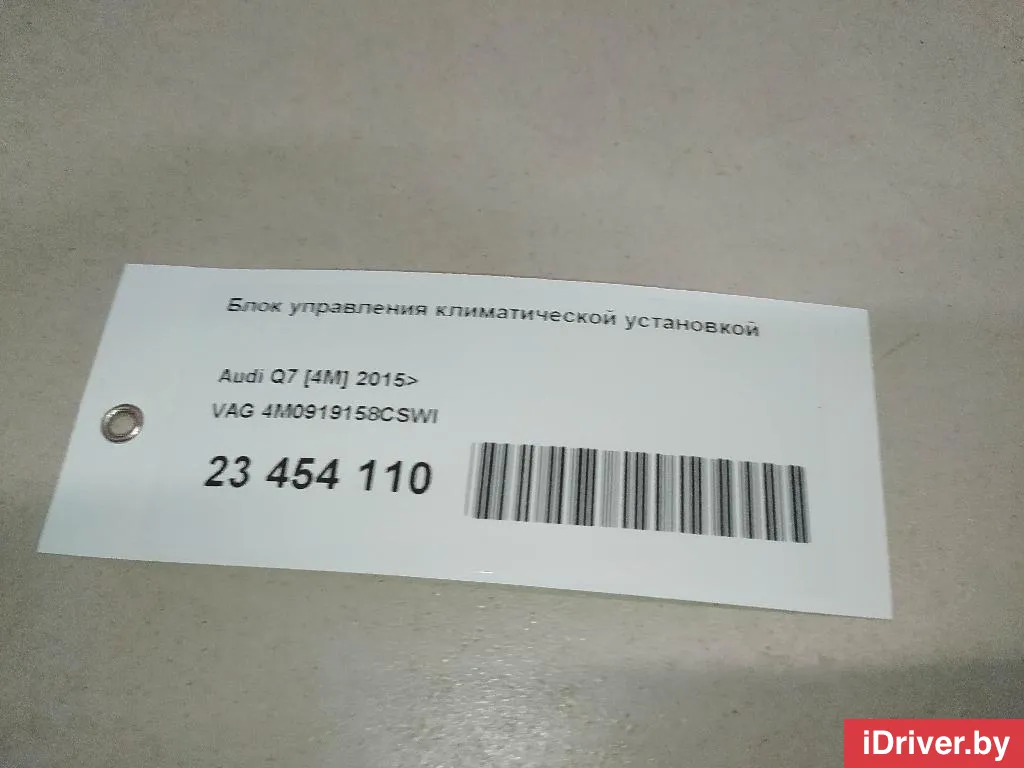 Блок управления климатической установкой
Audi Q7 [4M] 2015>
VAG 4M0919158CSWI
23 454 110
iDriver.by